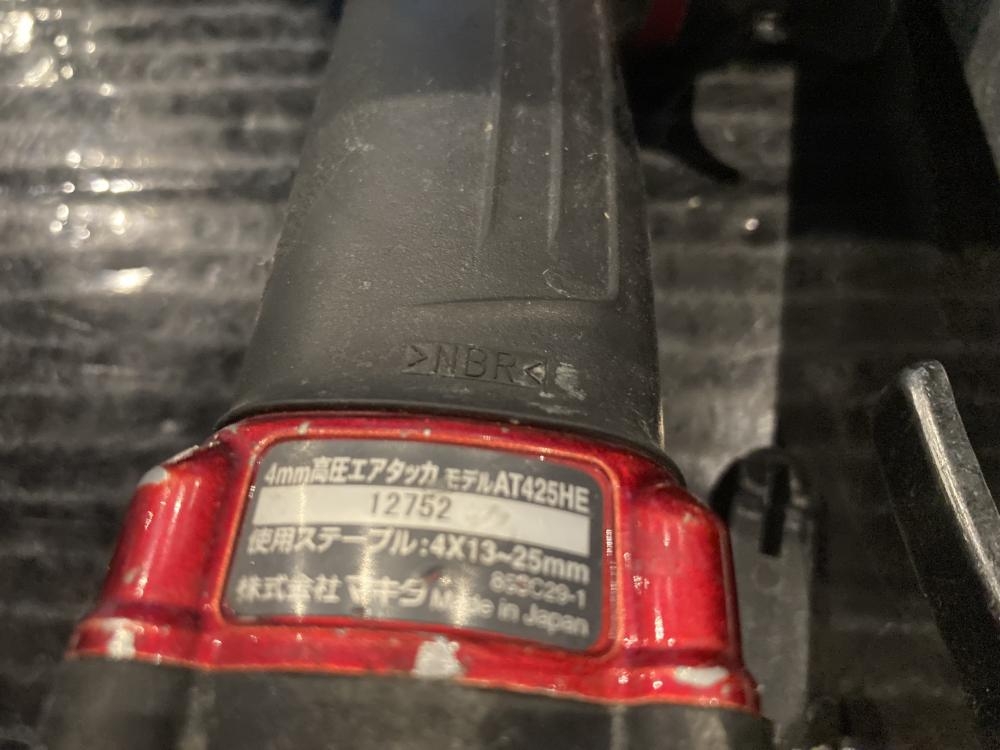 >NBR<
4mm高圧エアタッカ モデルAT425HE
12752
使用ステープル:4X13~25mm
853C29-1
株式会社 マキタ Made in Japan